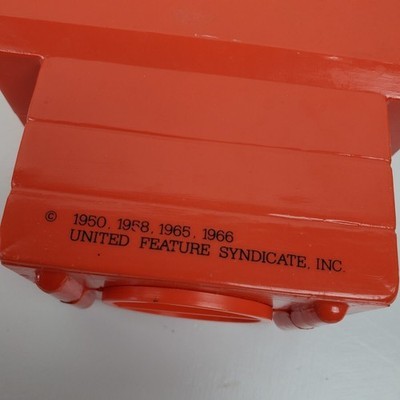 © 1950, 1958, 1965, 1966
UNITED FEATURE SYNDICATE, INC.